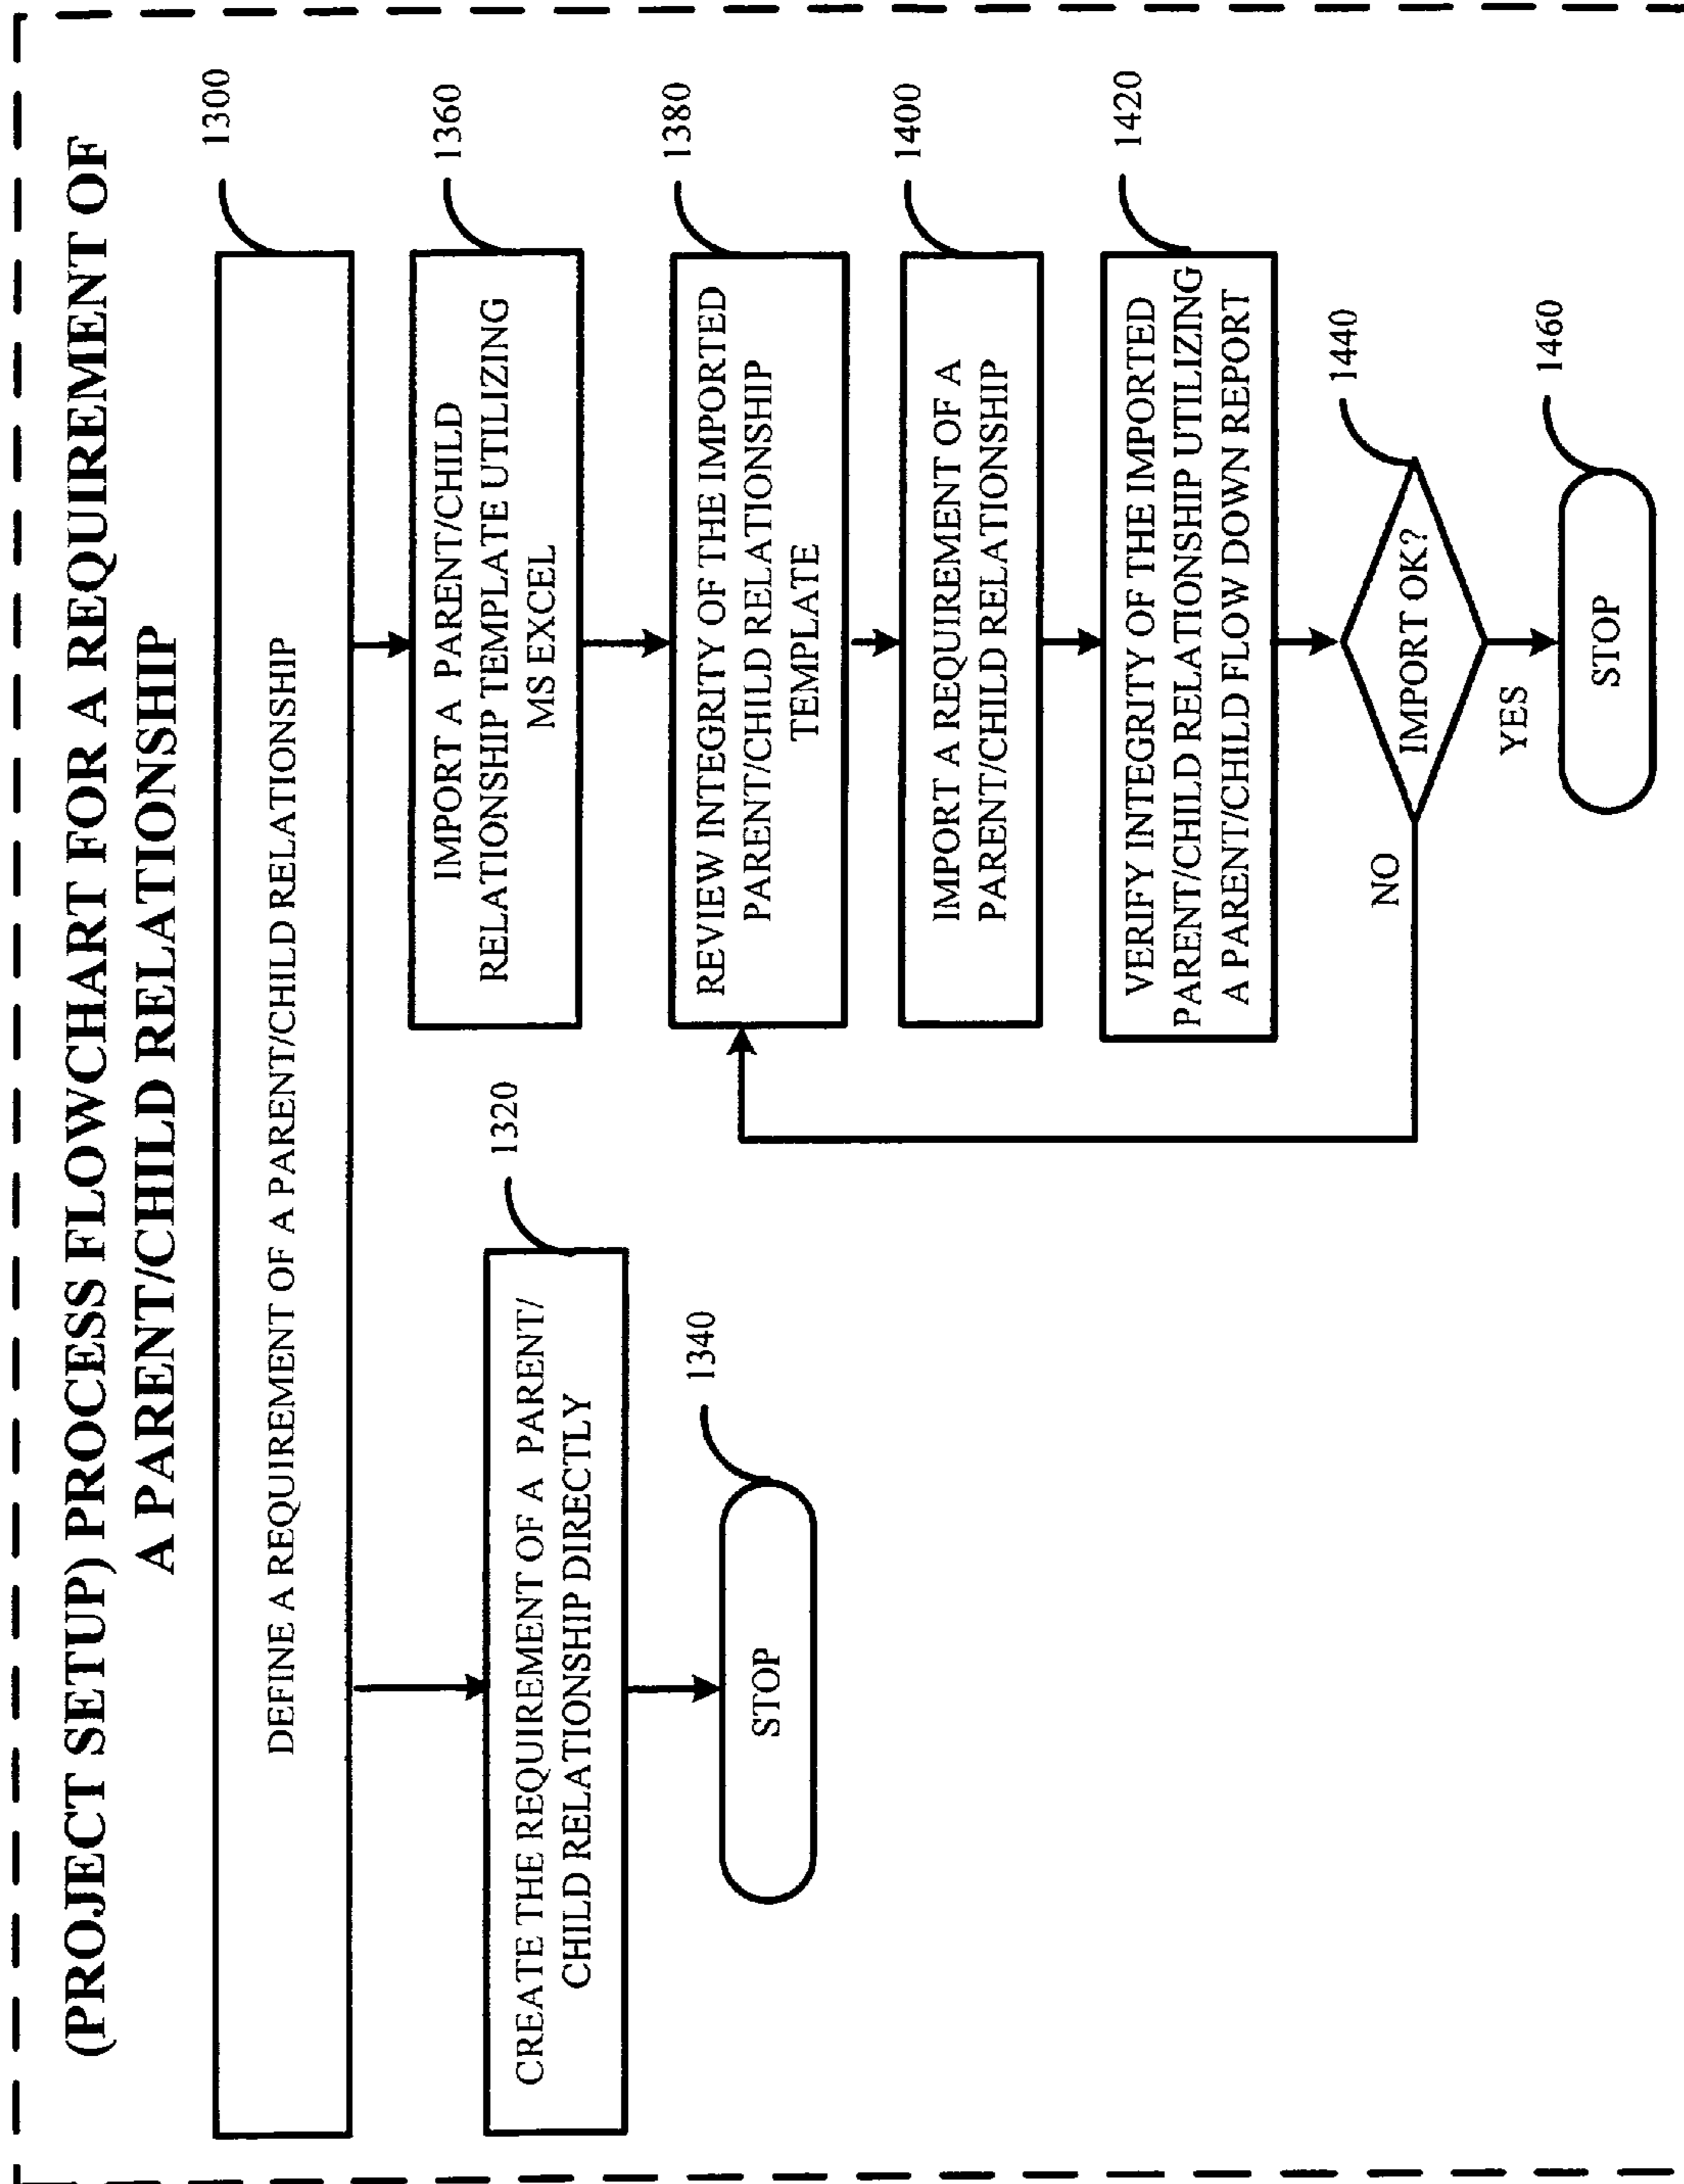 (PROJECT SETUP) PROCESS FLOWCHART FOR A REQUIREMENT OF
A PARENT/CHILD RELATIONSHIP
1300
DEFINE A REQUIREMENT OF A PARENT/CHILD RELATIONSHIP
1320
CREATE THE REQUIREMENT OF A PARENT/
CHILD RELATIONSHIP DIRECTLY
1340
STOP
1360
IMPORT A PARENT/CHILD
RELATIONSHIP TEMPLATE UTILIZING
MS EXCEL
1380
REVIEW INTEGRITY OF THE IMPORTED
PARENT/CHILD RELATIONSHIP
TEMPLATE
1400
IMPORT A REQUIREMENT OF A
PARENT/CHILD RELATIONSHIP
1420
VERIFY INTEGRITY OF THE IMPORTED
PARENT/CHILD RELATIONSHIP UTILIZING
A PARENT/CHILD FLOW DOWN REPORT
1440
IMPORT OK?
NO
YES
1460
STOP